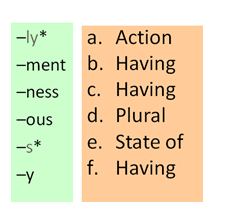 –ly* a. Action
–ment b. Having
–ness c. Having
–ous d. Plural
–s* e. State of
–y f. Having